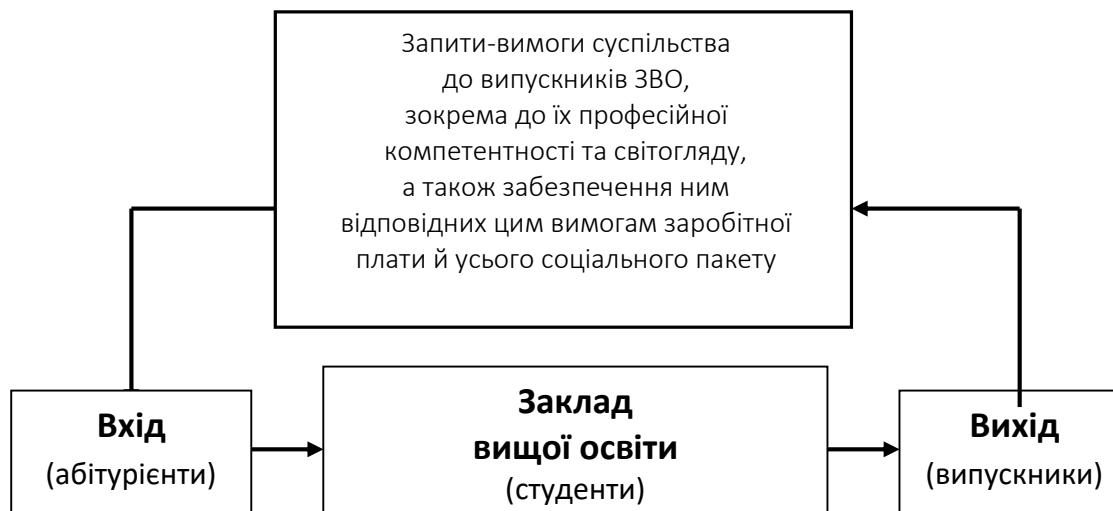 Запити-вимоги суспільства
до випускників ЗВО,
зокрема до їх професійної
компетентності та світогляду,
а також забезпечення ним
відповідних цим вимогам заробітної
плати й усього соціального пакету
Вхід
(абітурієнти)
Заклад
вищої освіти
(студенти)
Вихід
(випускники)